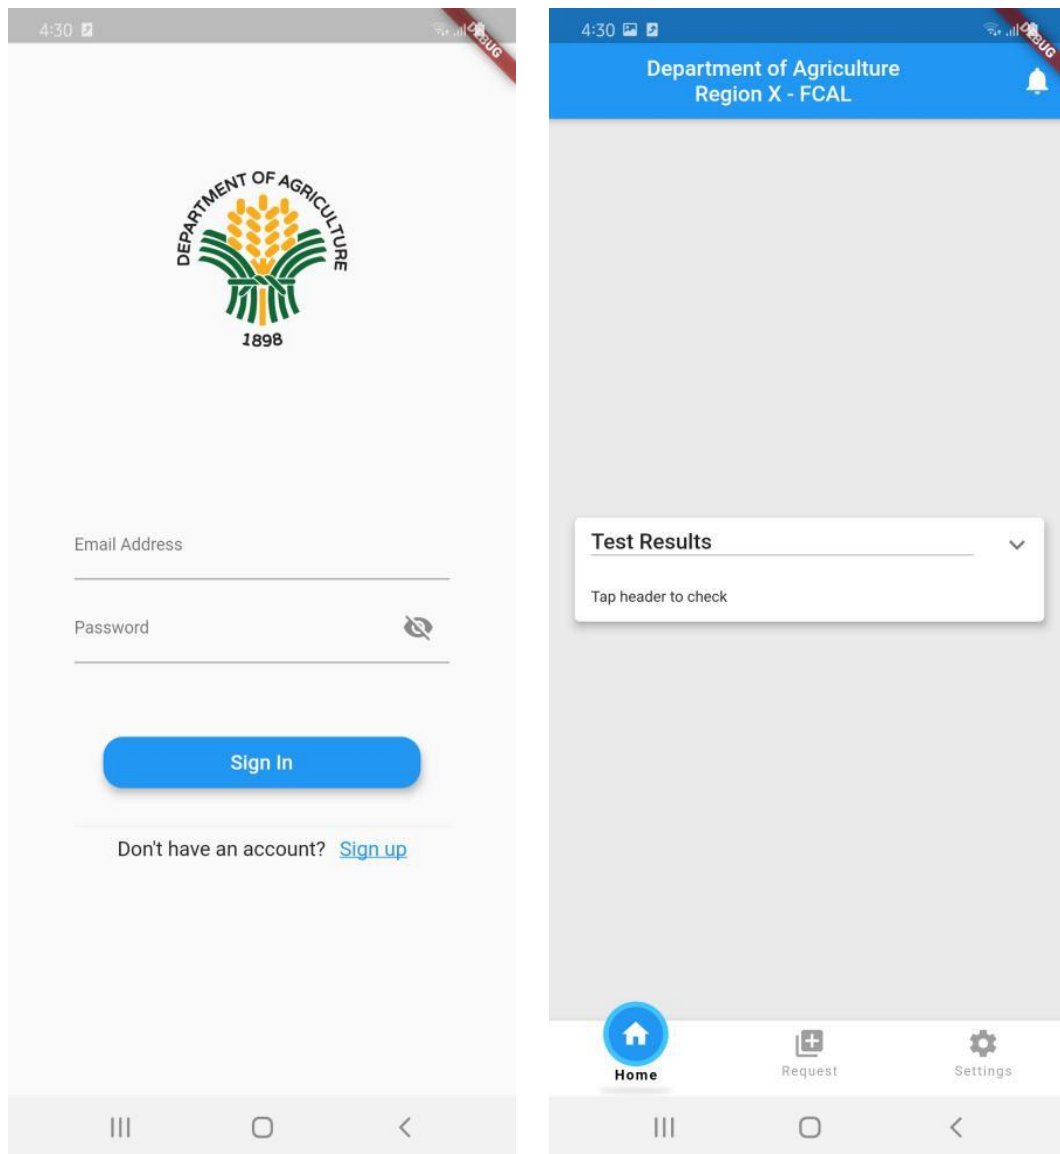 4:30
DEBUG
DEPARTMENT OF AGRICULTURE
1898
Email Address
Password
Sign In
Don't have an account? Sign up
4:30
DEBUG
Department of Agriculture
Region X - FCAL
Test Results
Tap header to check
Home
Request
Settings